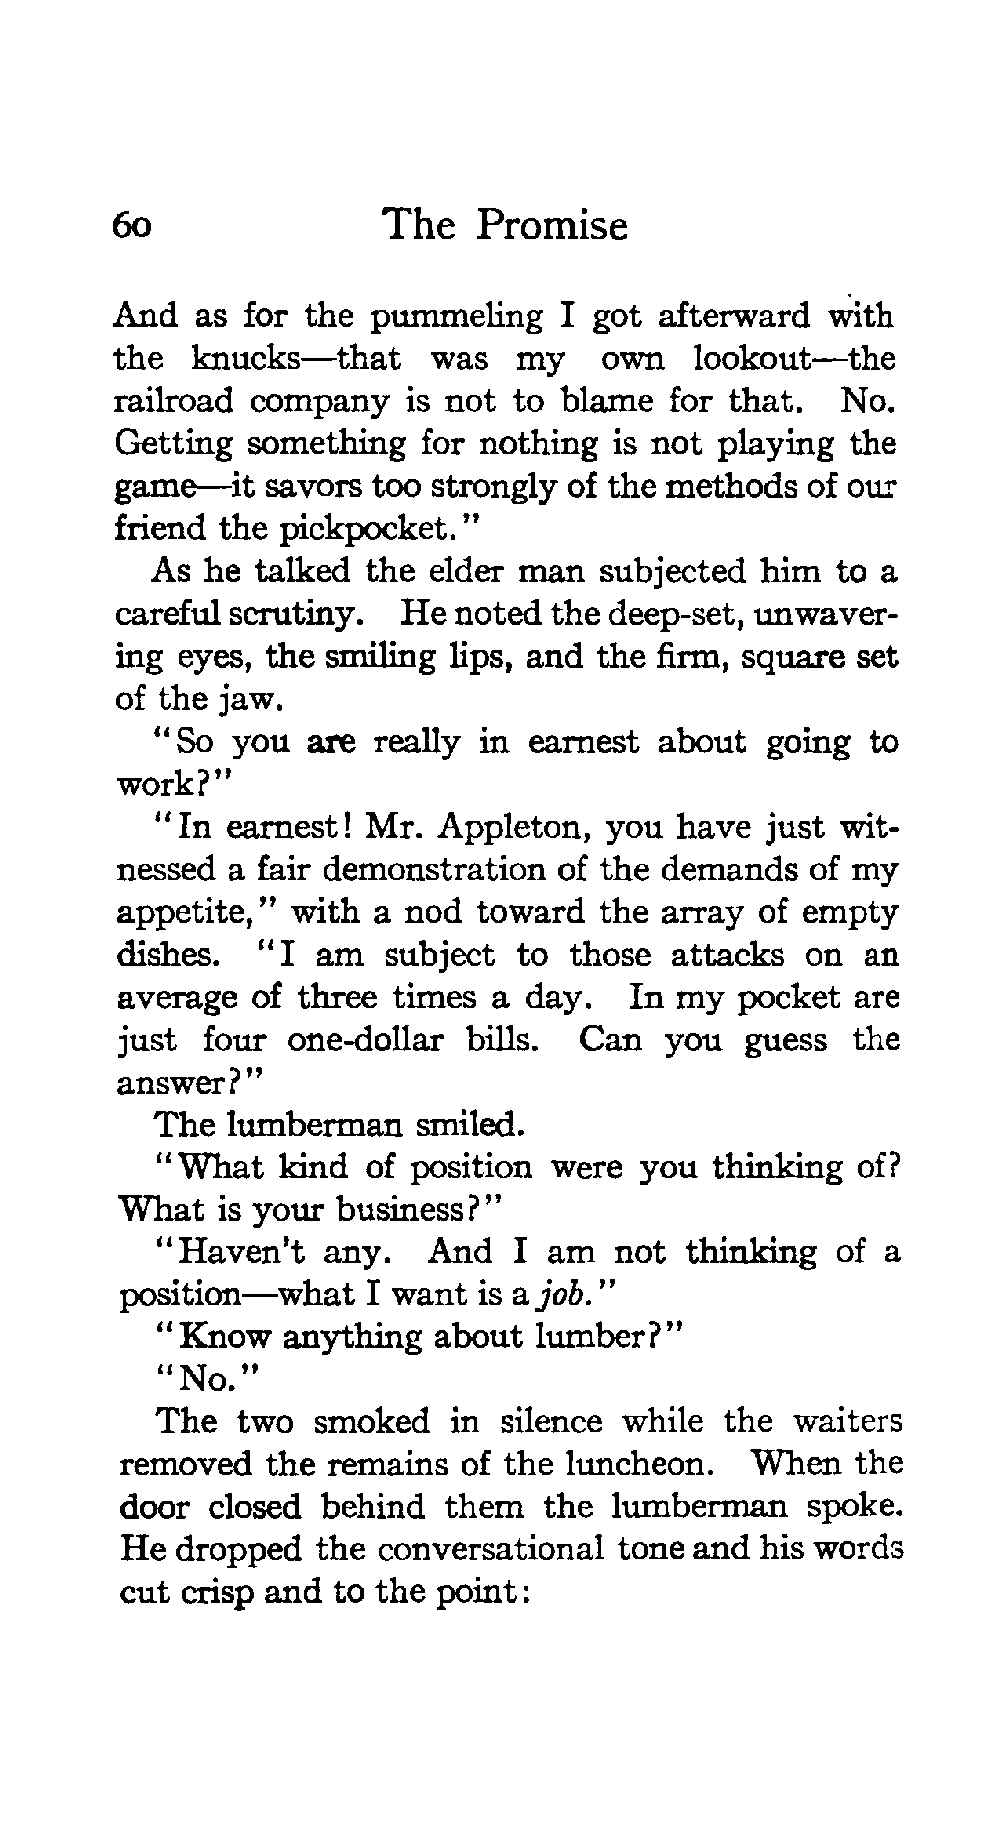 60 The Promise
And as for the pummeling I got afterward with
the knucks—that was my own lookout—the
railroad company is not to blame for that. No.
Getting something for nothing is not playing the
game—it savors too strongly of the methods of our
friend the pickpocket."
As he talked the elder man subjected him to a
careful scrutiny. He noted the deep-set, unwaver-
ing eyes, the smiling lips, and the firm, square set
of the jaw.
"So you are really in earnest about going to
work?"
"In earnest! Mr. Appleton, you have just wit-
nessed a fair demonstration of the demands of my
appetite," with a nod toward the array of empty
dishes. "I am subject to those attacks on an
average of three times a day. In my pocket are
just four one-dollar bills. Can you guess the
answer?"
The lumberman smiled.
"What kind of position were you thinking of?
What is your business?"
"Haven't any. And I am not thinking of a
position—what I want is a job."
"Know anything about lumber?"
"No."
The two smoked in silence while the waiters
removed the remains of the luncheon. When the
door closed behind them the lumberman spoke.
He dropped the conversational tone and his words
cut crisp and to the point: